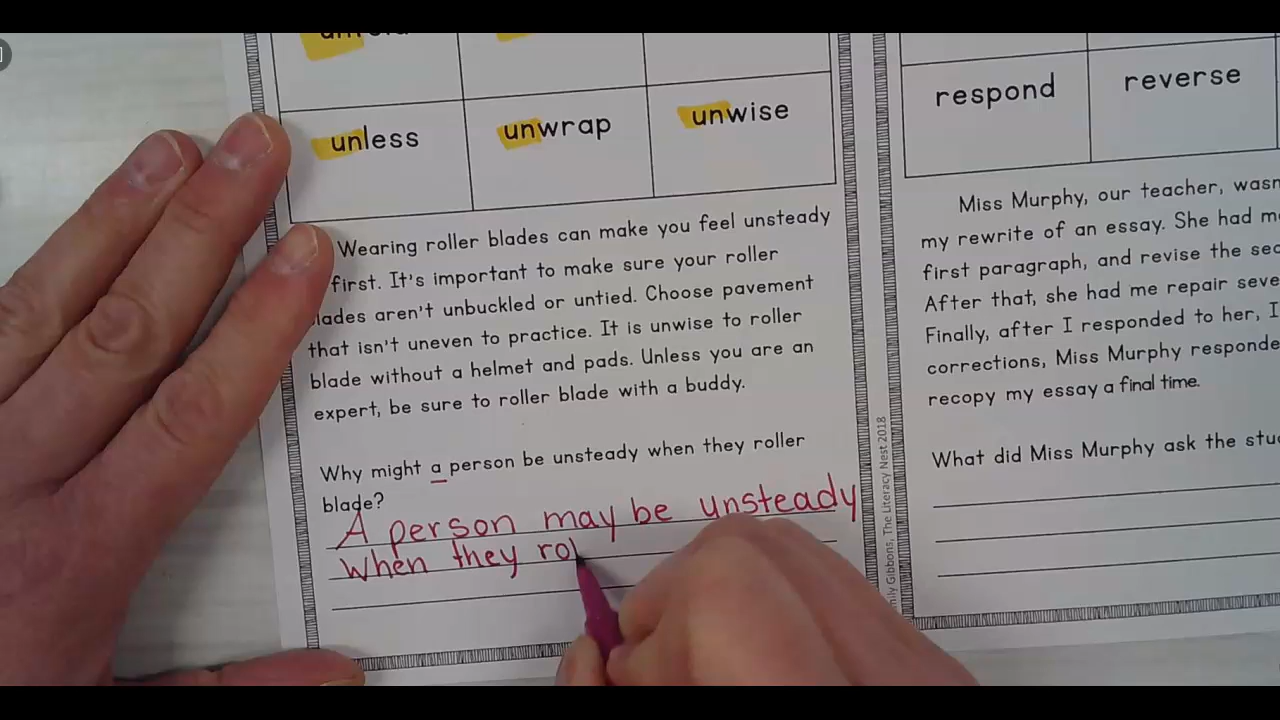 unless unwrap unwise
Wearing roller blades can make you feel unsteady
first. It's important to make sure your roller
lades aren't unbuckled or untied. Choose pavement
that isn't uneven to practice. It is unwise to roller
blade without a helmet and pads. Unless you are an
expert, be sure to roller blade with a buddy.
Why might a person be unsteady when they roller
blade?
A person may be unsteady
when they ro
respond reverse
Miss Murphy, our teacher, wasn
my rewrite of an essay. She had m
first paragraph, and revise the sec
After that, she had me repair seve
Finally, after I responded to her, I
corrections, Miss Murphy responde
recopy my essay a final time.
What did Miss Murphy ask the stu
mily Gibbons, The Literacy Nest 2018